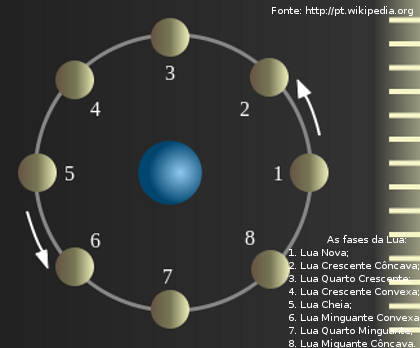 Fonte: http://pt.wikipedia.org
3
4
2
5
1
6
8
7
As fases da Lua:
1. Lua Nova;
2. Lua Crescente Côncava;
3. Lua Quarto Crescente;
4. Lua Crescente Convexa;
5. Lua Cheia;
6. Lua Minguante Convexa
7. Lua Quarto Minguante;
8. Lua Miguante Côncava.